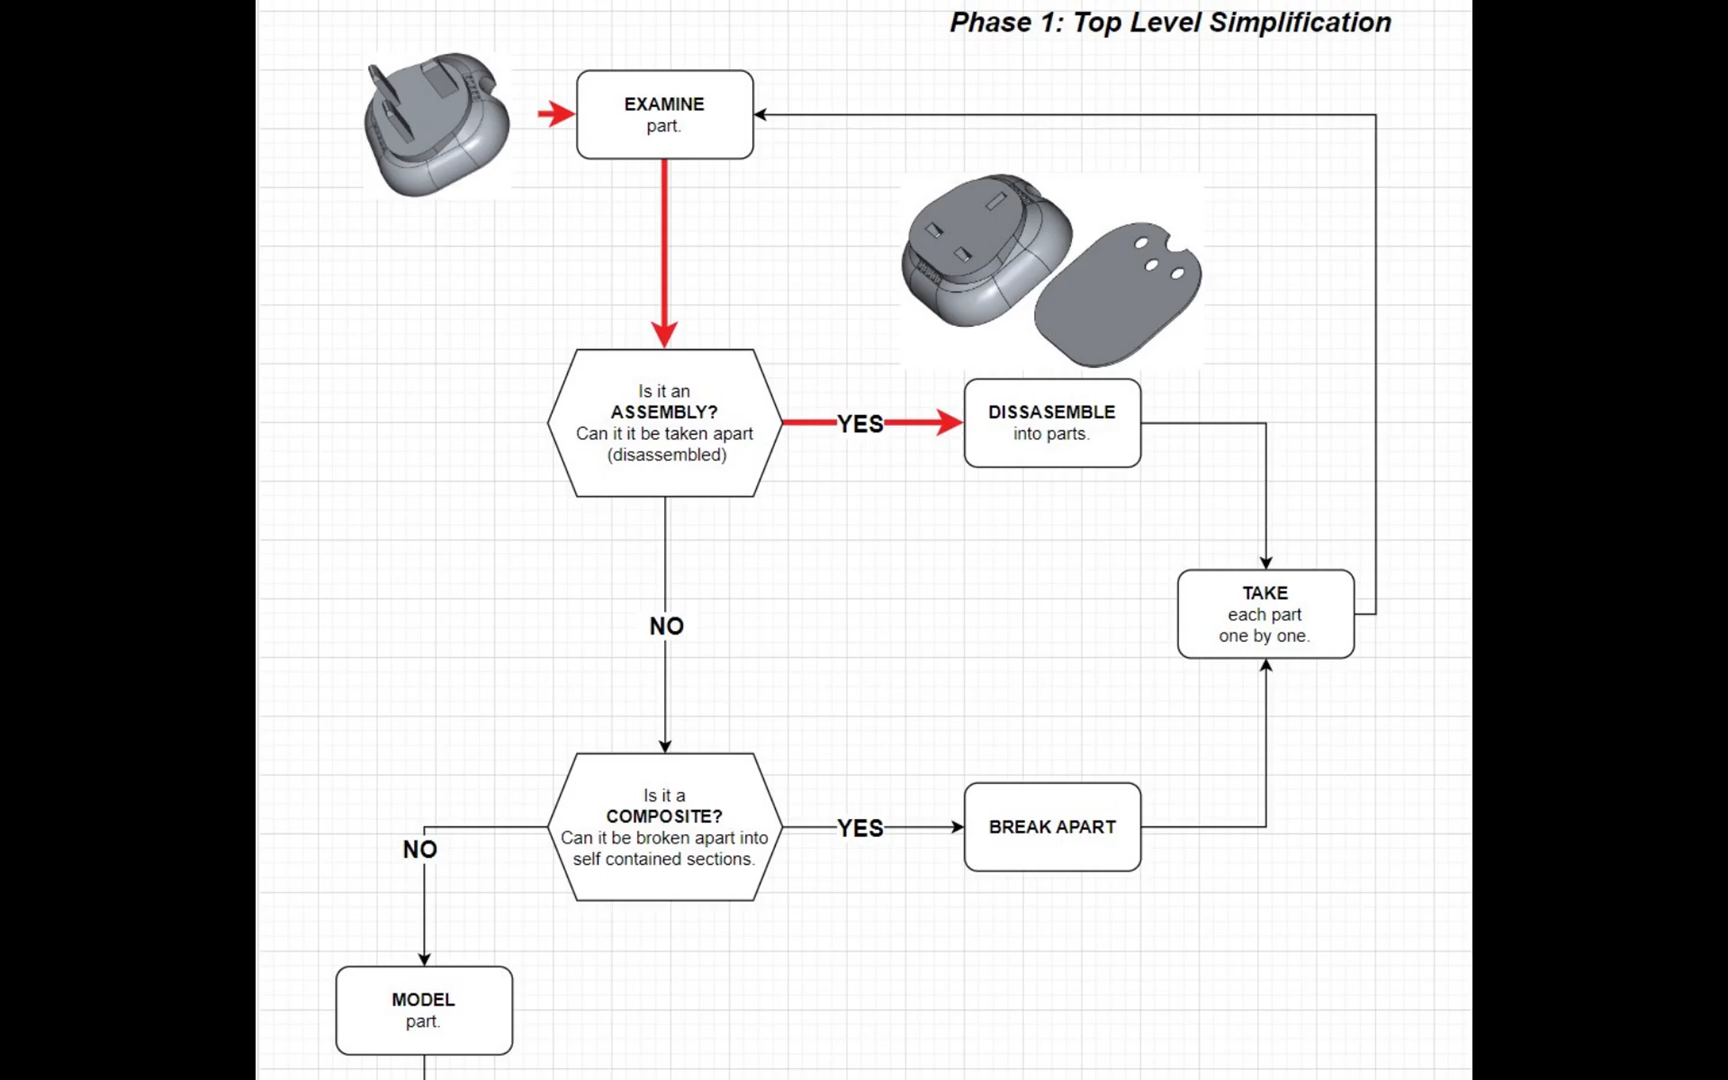 Phase 1: Top Level Simplification
EXAMINE
part.
Is it an
ASSEMBLY?
Can it it be taken apart
(disassembled)
YES
DISSASEMBLE
into parts.
TAKE
each part
one by one.
NO
Is it a
COMPOSITE?
Can it be broken apart into
self contained sections.
YES
BREAK APART
NO
MODEL
part.